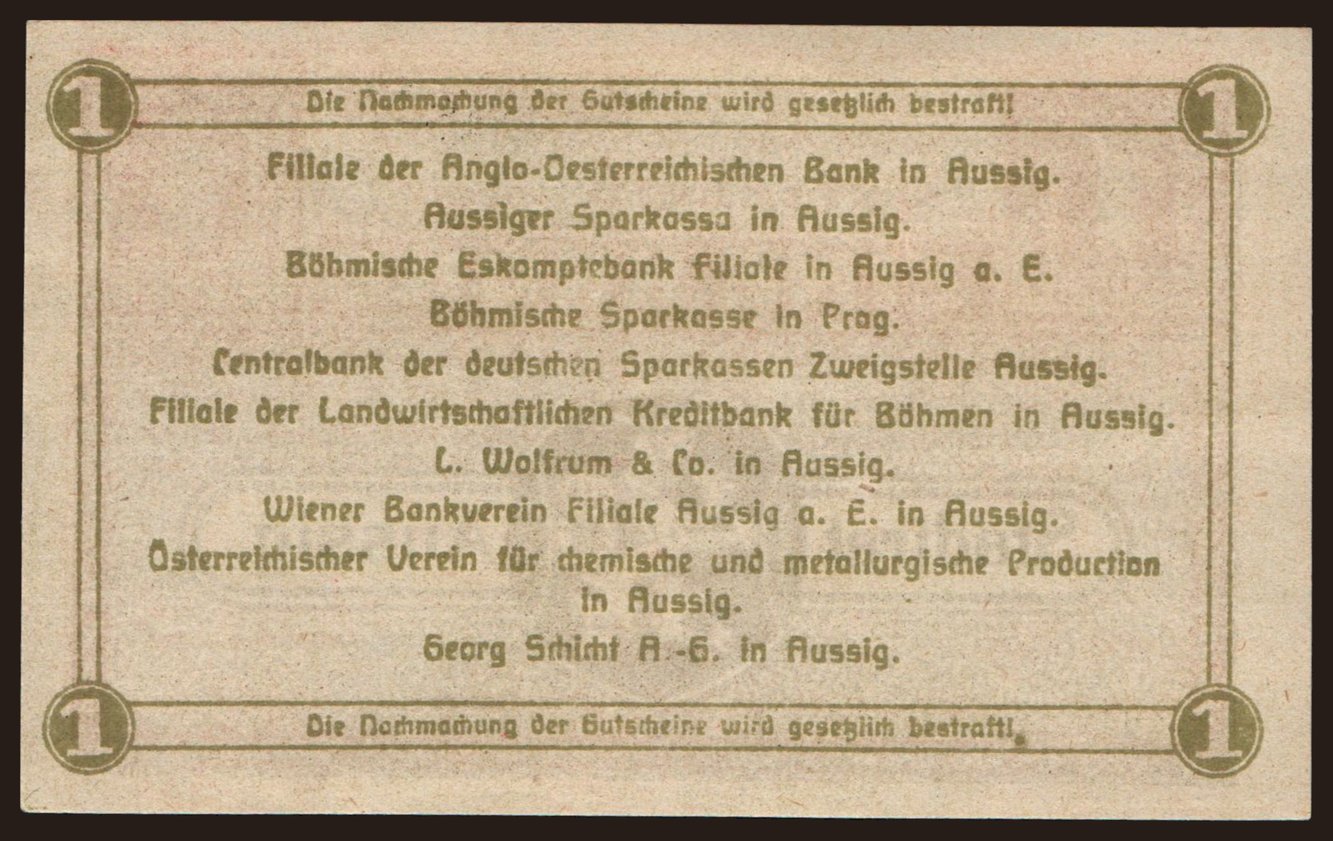 1 Die Nachmachung der Gutscheine wird gesetzlich bestraft! 1
Filiale der Anglo-Oesterreichischen Bank in Aussig.
Aussiger Sparkassa in Aussig.
Böhmische Eskomptebank Filiale in Aussig a. E.
Böhmische Sparkasse in Prag.
Centralbank der deutschen Sparkassen Zweigstelle Aussig.
Filiale der Landwirtschaftlichen Kreditbank für Böhmen in Aussig.
L. Wolfrum & Co. in Aussig.
Wiener Bankverein Filiale Aussig a. E. in Aussig.
Österreichischer Verein für chemische und metallurgische Production
in Aussig.
Georg Schicht A.-G. in Aussig.
1 Die Nachmachung der Gutscheine wird gesetzlich bestraft! 1